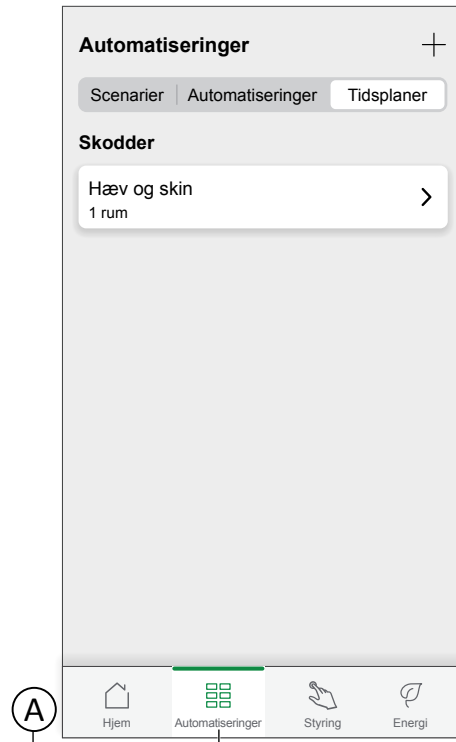 Automatiseringer
Scenarier Automatiseringer Tidsplaner
Skodder
Hæv og skin
1 rum
A
Hjem Automatiseringer Styring Energi